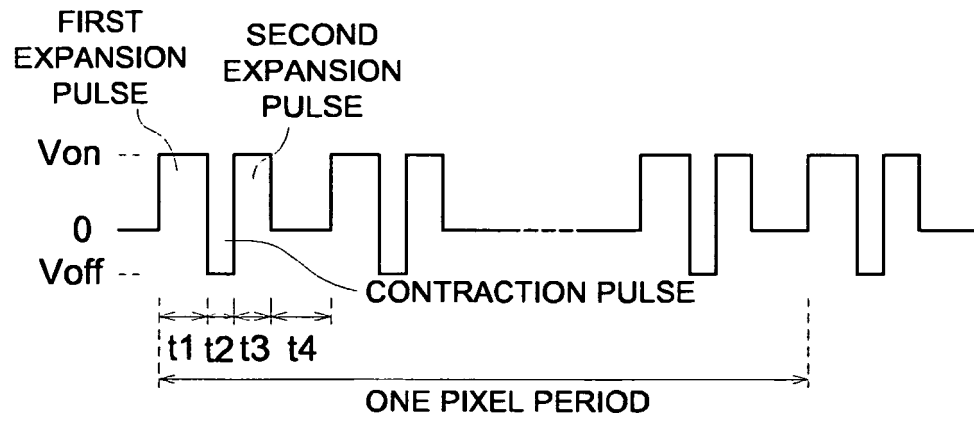 FIRST
EXPANSION
PULSE
SECOND
EXPANSION
PULSE
Von
0
Voff
CONTRACTION PULSE
t1 t2 t3 t4
ONE PIXEL PERIOD